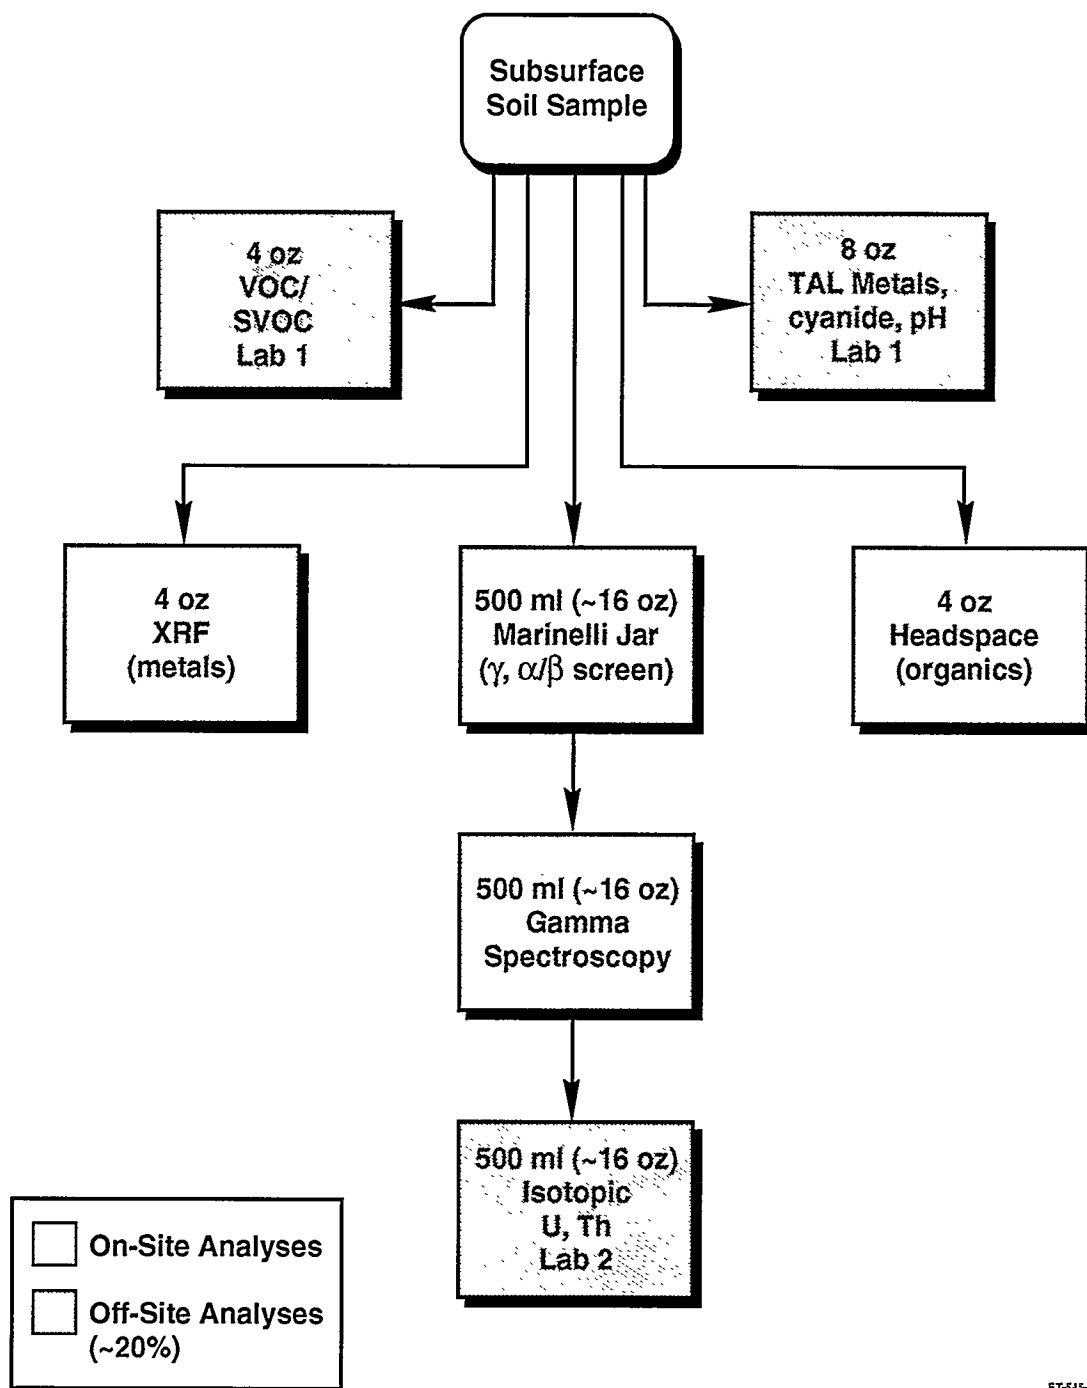 Subsurface
Soil Sample
4 oz
VOC/
SVOC
Lab 1
8 oz
TAL Metals,
cyanide, pH
Lab 1
4 oz
XRF
(metals)
500 ml (~16 oz)
Marinelli Jar
(γ, α/β screen)
4 oz
Headspace
(organics)
500 ml (~16 oz)
Gamma
Spectroscopy
500 ml (~16 oz)
Isotopic
U, Th
Lab 2
On-Site Analyses
Off-Site Analyses
(~20%)